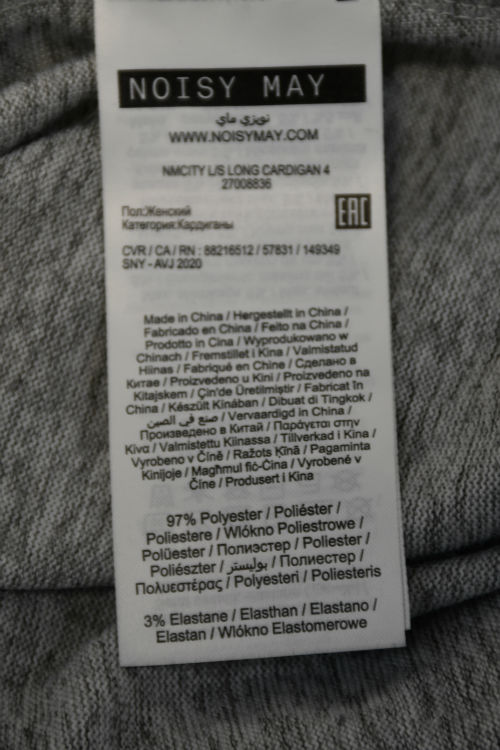 NOISY MAY
نويزي ماي
WWW.NOISYMAY.COM
NMCITY L/S LONG CARDIGAN 4
27008836
Пол:Женский
Категория:Кардиганы
EAC
CVR / CA / RN : 88216512 / 57831 / 149349
SNY - AVJ 2020
Made in China / Hergestellt in China /
Fabricado en China / Feito na China /
Prodotto in Cina / Wyprodukowano w
Chinach / Fremstillet i Kina / Valmistatud
Hiinas / Fabriqué en Chine / Сделано в
Китае / Proizvedeno u Kini / Proizvedeno na
Kitajskem / Çin'de Üretilmiştir / Fabricat în
China / Készült Kínában / Dibuat di Tingkok /
صنع في الصين / Vervaardigd in China /
Произведено в Китай / Παράγεται στην
Κίνα / Valmistettu Kiinassa / Tillverkad i Kina /
Vyrobeno v Číně / Ražots Ķīnā / Pagaminta
Kinijoje / Magħmul fiċ-Ċina / Vyrobené v
Číne / Produsert i Kina
97% Polyester / Poliéster /
Poliestere / Włókno Poliestrowe /
Polüester / Полиэстер / Poliester /
Poliészter / بوليستر / Полиестер /
Πολυεστέρας / Polyesteri / Poliesteris
3% Elastane / Elasthan / Elastano /
Elastan / Włókno Elastomerowe